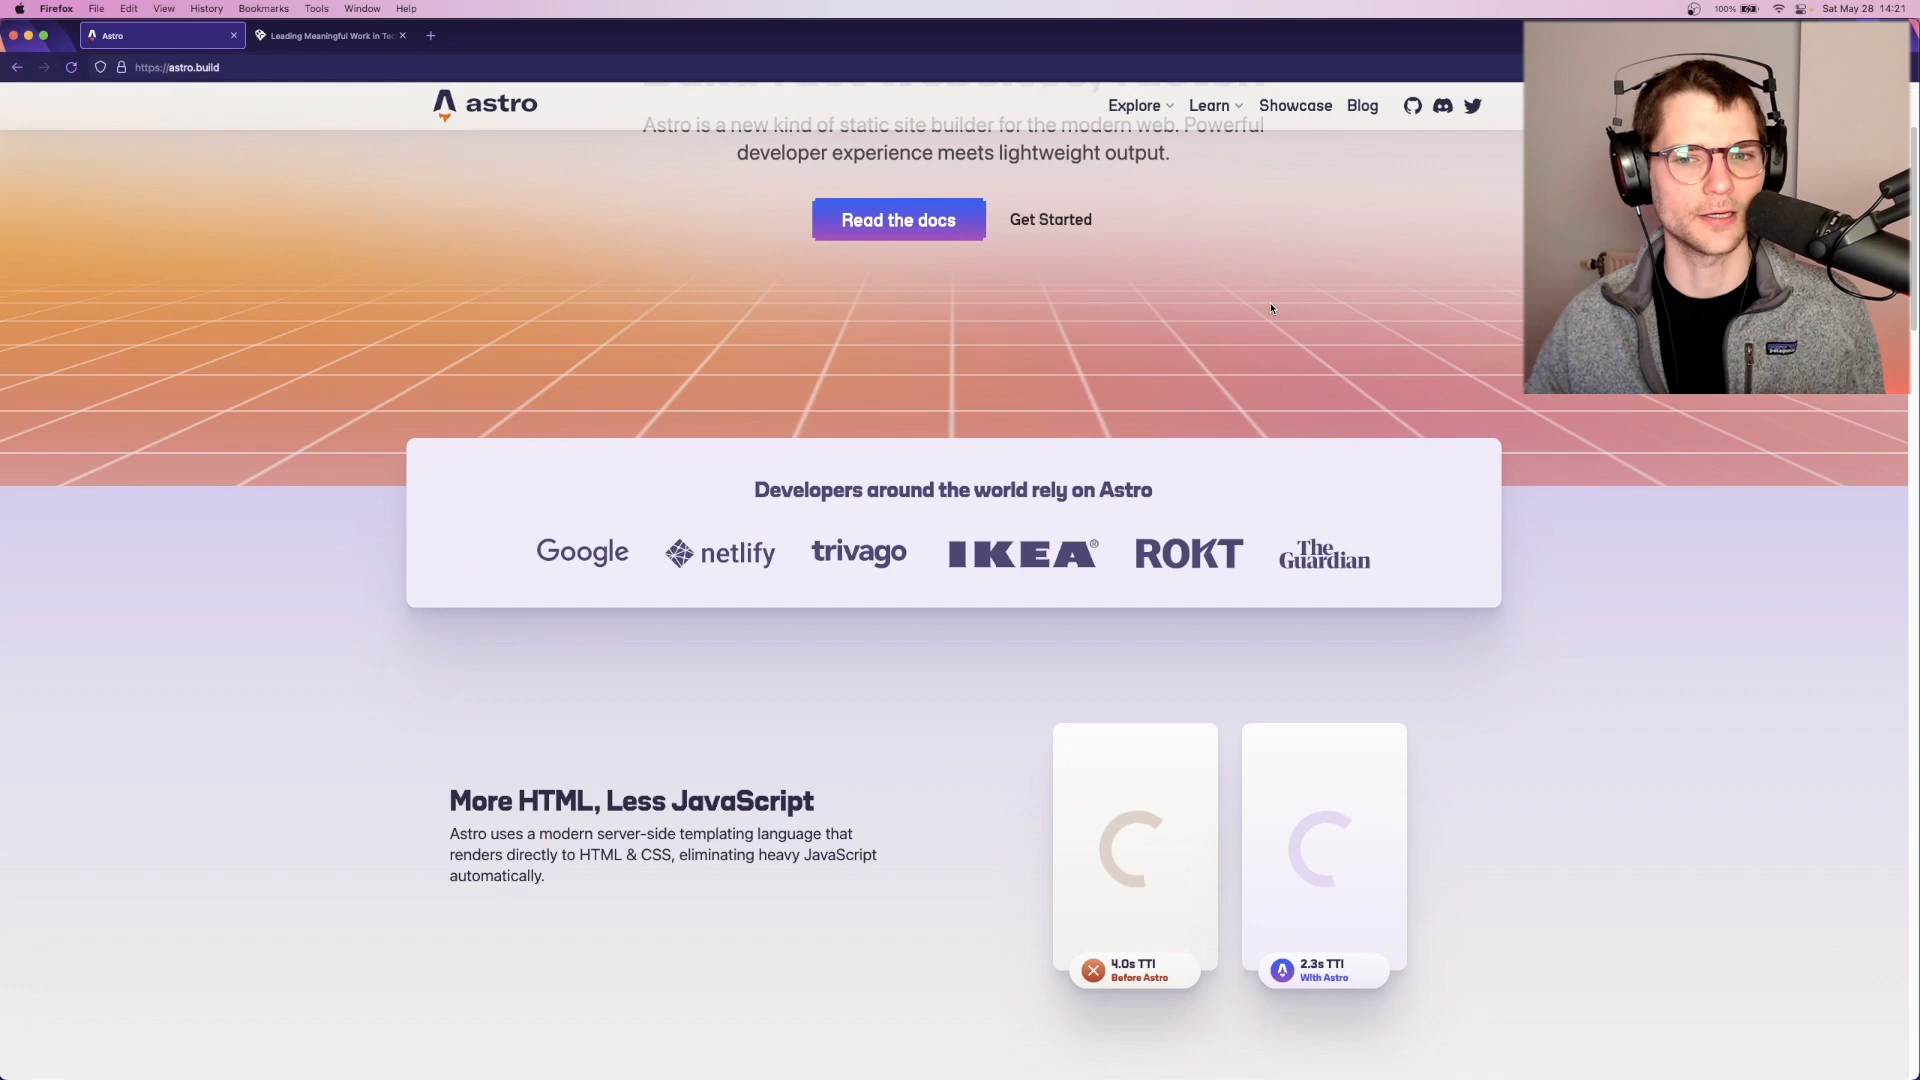 Firefox File Edit View History Bookmarks Tools Window Help
100% Sat May 28 14:21
Astro
Leading Meaningful Work in Tec
https://astro.build
astro
Explore Learn Showcase Blog
Astro is a new kind of static site builder for the modern web. Powerful
developer experience meets lightweight output.
Read the docs
Get Started
Developers around the world rely on Astro
Google netlify trivago IKEA® ROKT The Guardian
More HTML, Less JavaScript
Astro uses a modern server-side templating language that
renders directly to HTML & CSS, eliminating heavy JavaScript
automatically.
4.0s TTI
Before Astro
2.3s TTI
With Astro